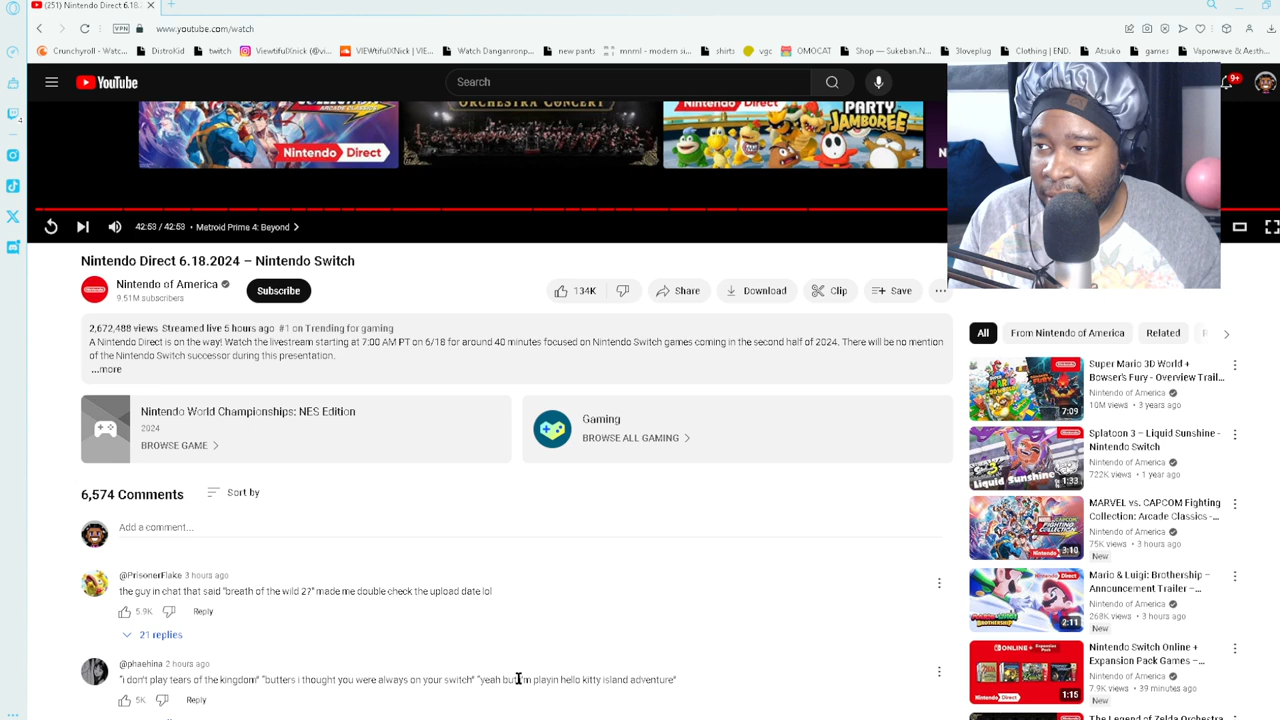 (251) Nintendo Direct 6.18..
VPN
www.youtube.com/watch
Crunchyroll - Watc...
DistroKid
twitch
ViewtifulXnick (@vi...
VIEWtifulXNick | VIE...
Watch Danganronp...
new pants
mnml - modern si...
shirts
vgc
OMOCAT
Shop — Sukeban.N...
3loveplug
Clothing | END.
Atsuko
games
Vaporwave & Aesth...
4
YouTube
Search
9+
Nintendo Direct
ORCHESTRA CONCERT
Nintendo Direct
PARTY
JAMBOREE
42:53 / 42:53 • Metroid Prime 4: Beyond
Nintendo Direct 6.18.2024 – Nintendo Switch
Nintendo of America
9.51M subscribers
Subscribe
134K
Share
Download
Clip
Save
2,672,488 views Streamed live 5 hours ago #1 on Trending for gaming
A Nintendo Direct is on the way! Watch the livestream starting at 7:00 AM PT on 6/18 for around 40 minutes focused on Nintendo Switch games coming in the second half of 2024. There will be no mention
of the Nintendo Switch successor during this presentation.
...more
Nintendo World Championships: NES Edition
2024
BROWSE GAME
Gaming
BROWSE ALL GAMING
6,574 Comments
Sort by
Add a comment...
@PrisonerFlake 3 hours ago
the guy in chat that said "breath of the wild 2?" made me double check the upload date lol
5.9K
Reply
21 replies
@phaehina 2 hours ago
"i don't play tears of the kingdom" "butters i thought you were always on your switch" "yeah but im playin hello kitty island adventure"
5K
Reply
All
From Nintendo of America
Related
Super Mario 3D World +
Bowser's Fury - Overview Trail...
Nintendo of America
10M views • 3 years ago
7:09
Splatoon 3 – Liquid Sunshine -
Nintendo Switch
Nintendo of America
722K views • 1 year ago
Liquid Sunshine
1:33
MARVEL vs. CAPCOM Fighting
Collection: Arcade Classics -...
Nintendo of America
75K views • 3 hours ago
New
3:10
Mario & Luigi: Brothership –
Announcement Trailer –...
Nintendo of America
268K views • 3 hours ago
New
2:11
Nintendo Switch Online +
Expansion Pack Games –...
Nintendo of America
7.9K views • 39 minutes ago
New
1:15
The Legend of Zelda Orchestra